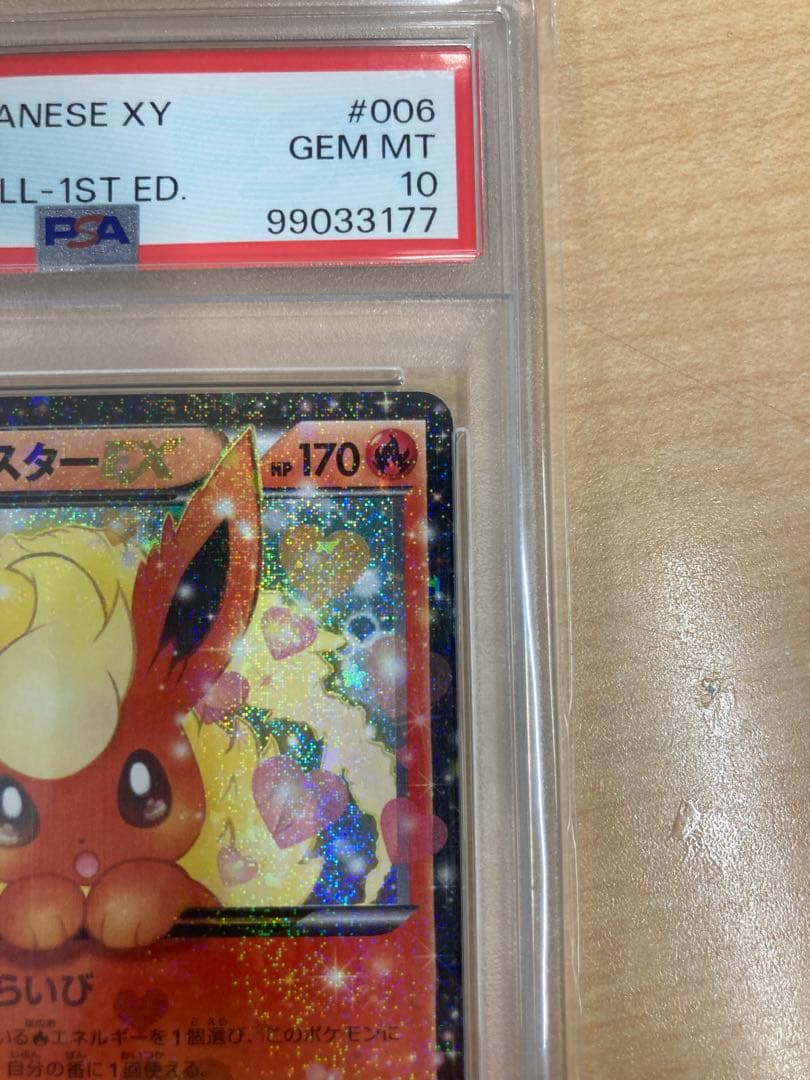 ANESE XY #006
GEM MT
LL-1ST ED. 10
PSA 99033177
スターEX HP 170
らいび
いる エネルギーを1個選び、このポケモンに
自分の番に1回使える。